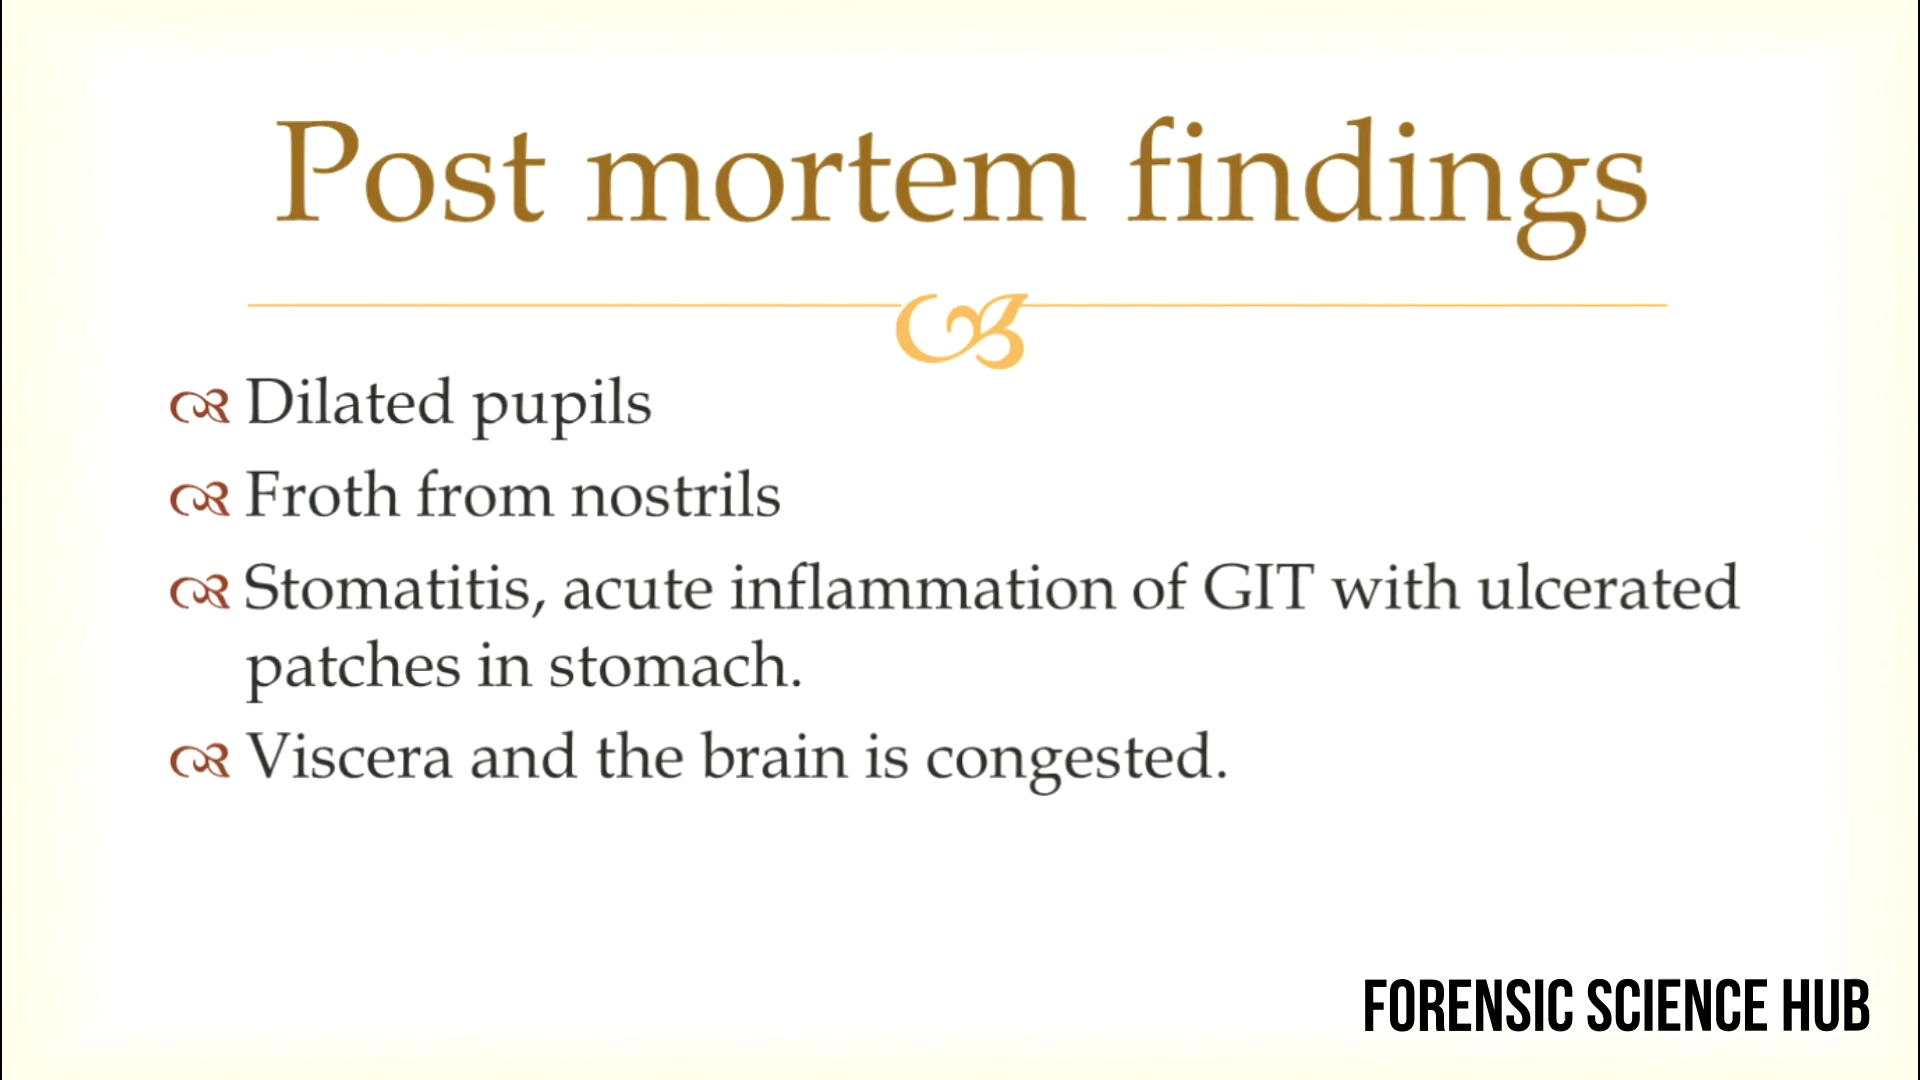 Post mortem findings
Dilated pupils
Froth from nostrils
Stomatitis, acute inflammation of GIT with ulcerated
patches in stomach.
Viscera and the brain is congested.
FORENSIC SCIENCE HUB